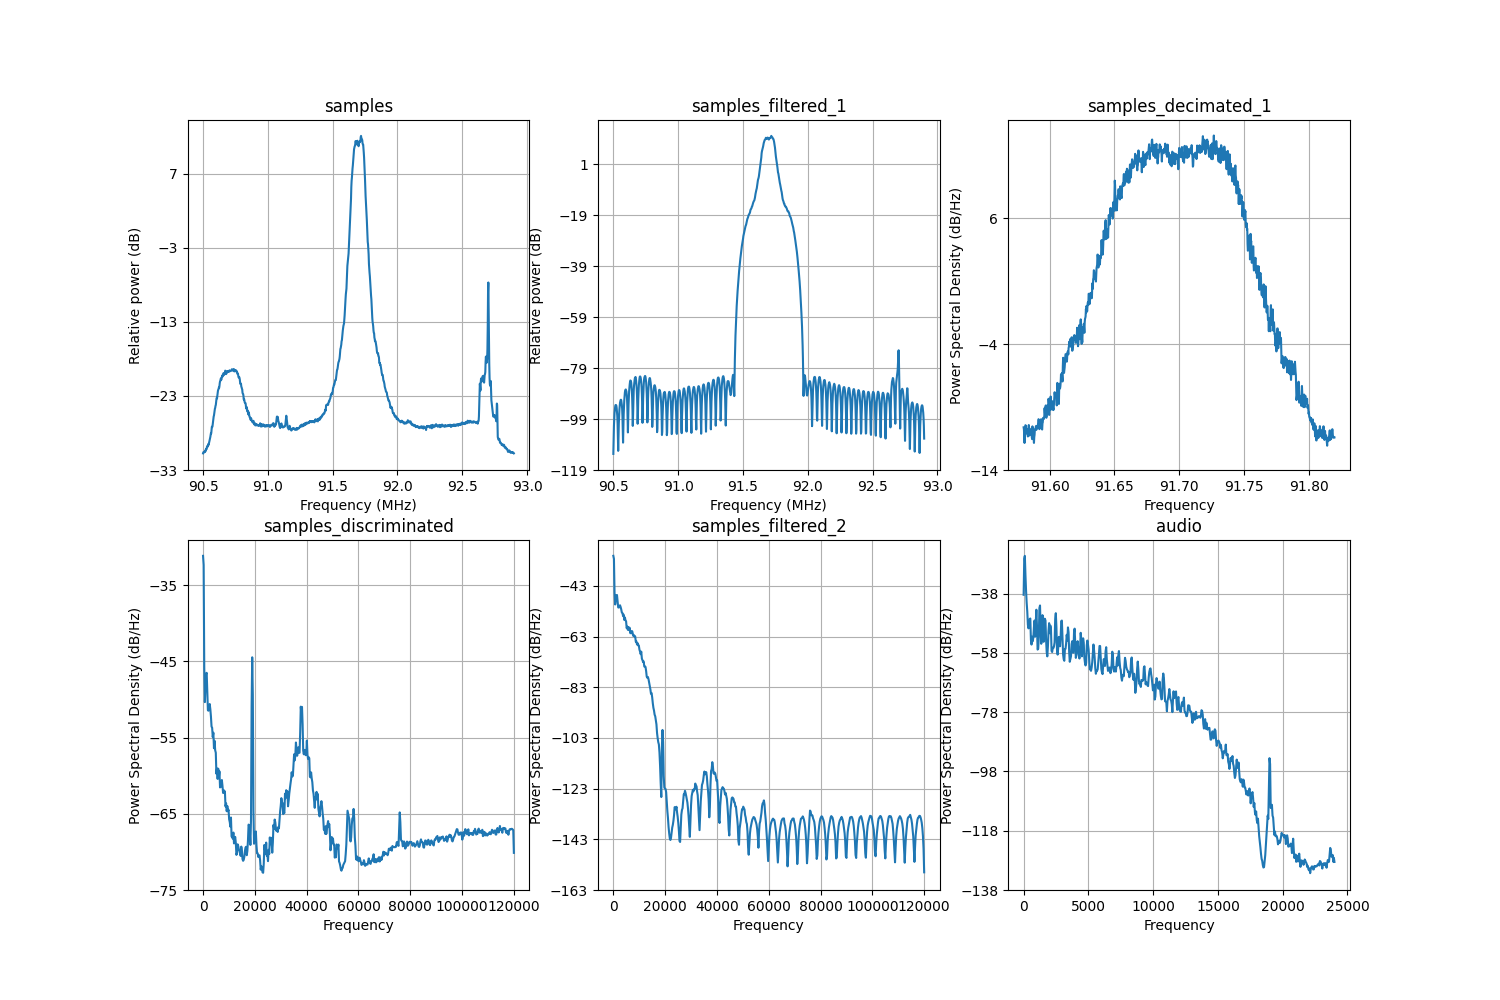 samples
Relative power (dB)
7
−3
−13
−23
−33
90.5 91.0 91.5 92.0 92.5 93.0
Frequency (MHz)
samples_filtered_1
Relative power (dB)
1
−19
−39
−59
−79
−99
−119
90.5 91.0 91.5 92.0 92.5 93.0
Frequency (MHz)
samples_decimated_1
Power Spectral Density (dB/Hz)
6
−4
−14
91.60 91.65 91.70 91.75 91.80
Frequency
samples_discriminated
Power Spectral Density (dB/Hz)
−35
−45
−55
−65
−75
0 20000 40000 60000 80000 100000 120000
Frequency
samples_filtered_2
Power Spectral Density (dB/Hz)
−43
−63
−83
−103
−123
−143
−163
0 20000 40000 60000 80000 100000 120000
Frequency
audio
Power Spectral Density (dB/Hz)
−38
−58
−78
−98
−118
−138
0 5000 10000 15000 20000 25000
Frequency